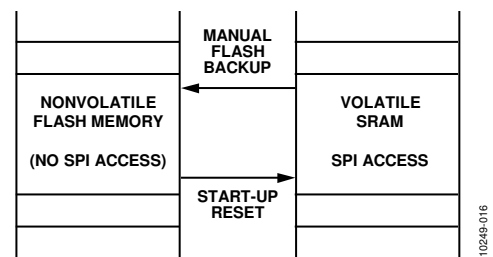 MANUAL
FLASH
BACKUP
NONVOLATILE
FLASH MEMORY
(NO SPI ACCESS)
VOLATILE
SRAM
SPI ACCESS
START-UP
RESET
10249-016